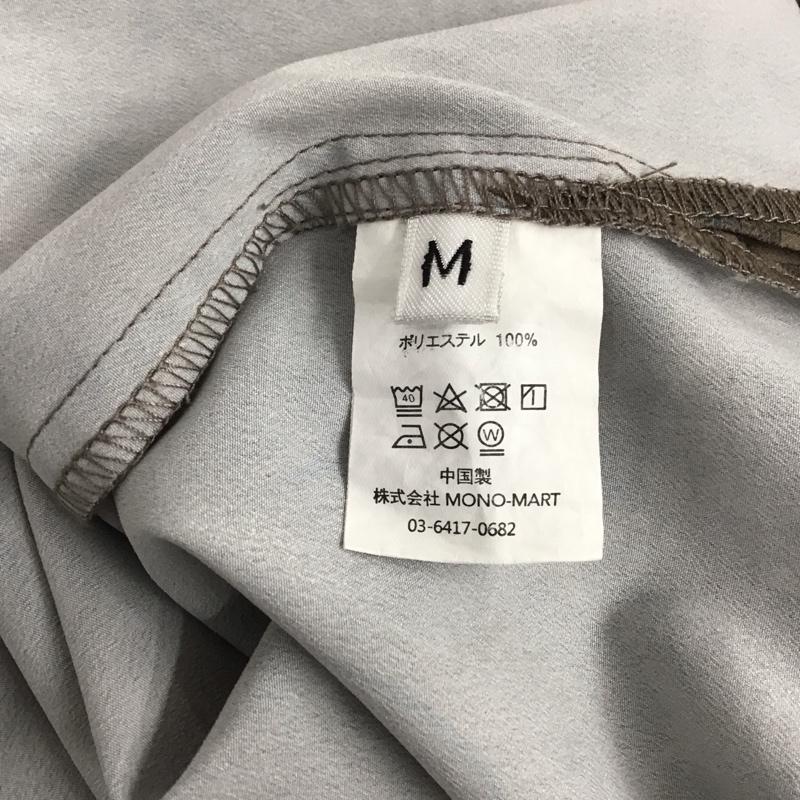 M
ポリエステル 100%
40
W
中国製
株式会社 MONO-MART
03-6417-0682